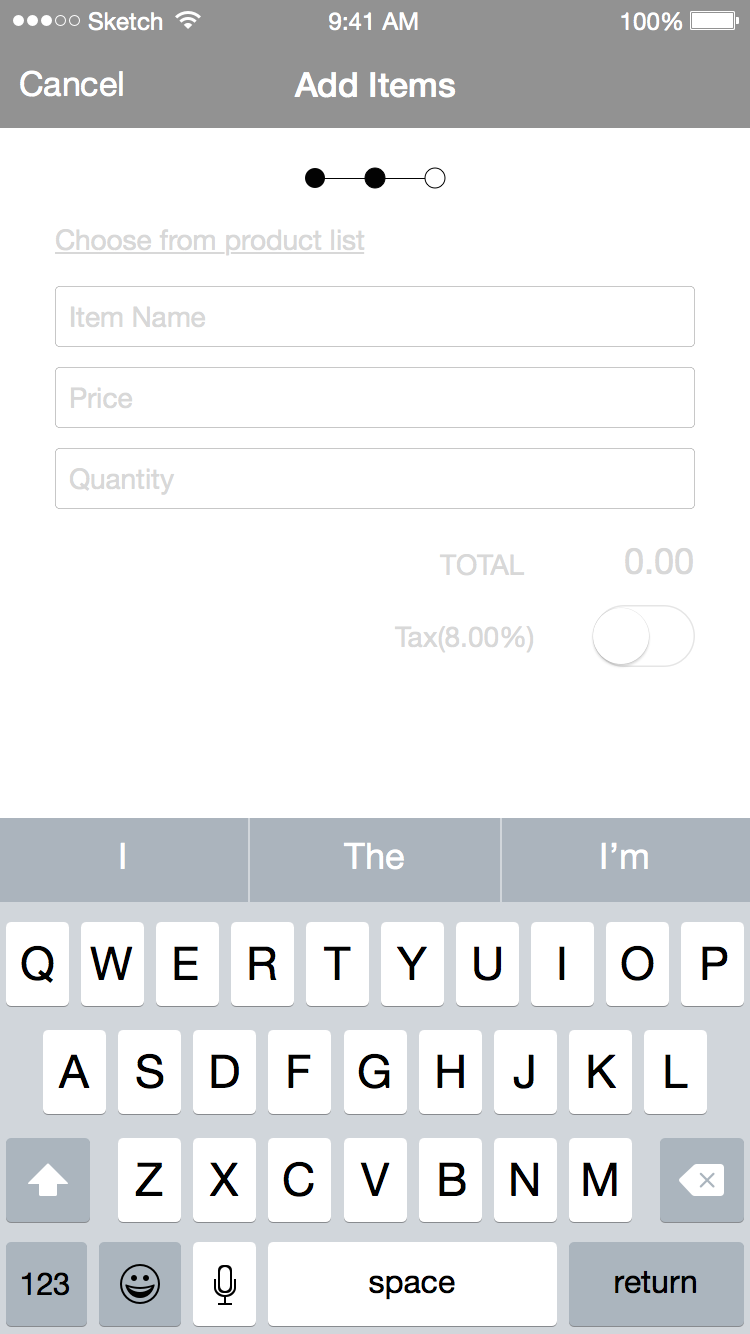 Sketch 9:41 AM 100%
Cancel Add Items
Choose from product list
Item Name
Price
Quantity
TOTAL 0.00
Tax(8.00%)
I The I’m
Q W E R T Y U I O P
A S D F G H J K L
Z X C V B N M
123 space return